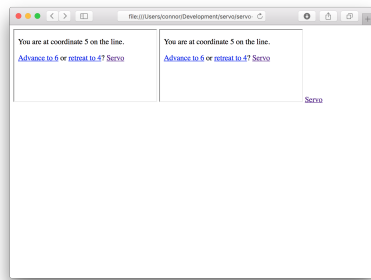 file:///Users/connor/Development/servo/servo-
You are at coordinate 5 on the line.
Advance to 6 or retreat to 4? Servo
You are at coordinate 5 on the line.
Advance to 6 or retreat to 4? Servo
Servo